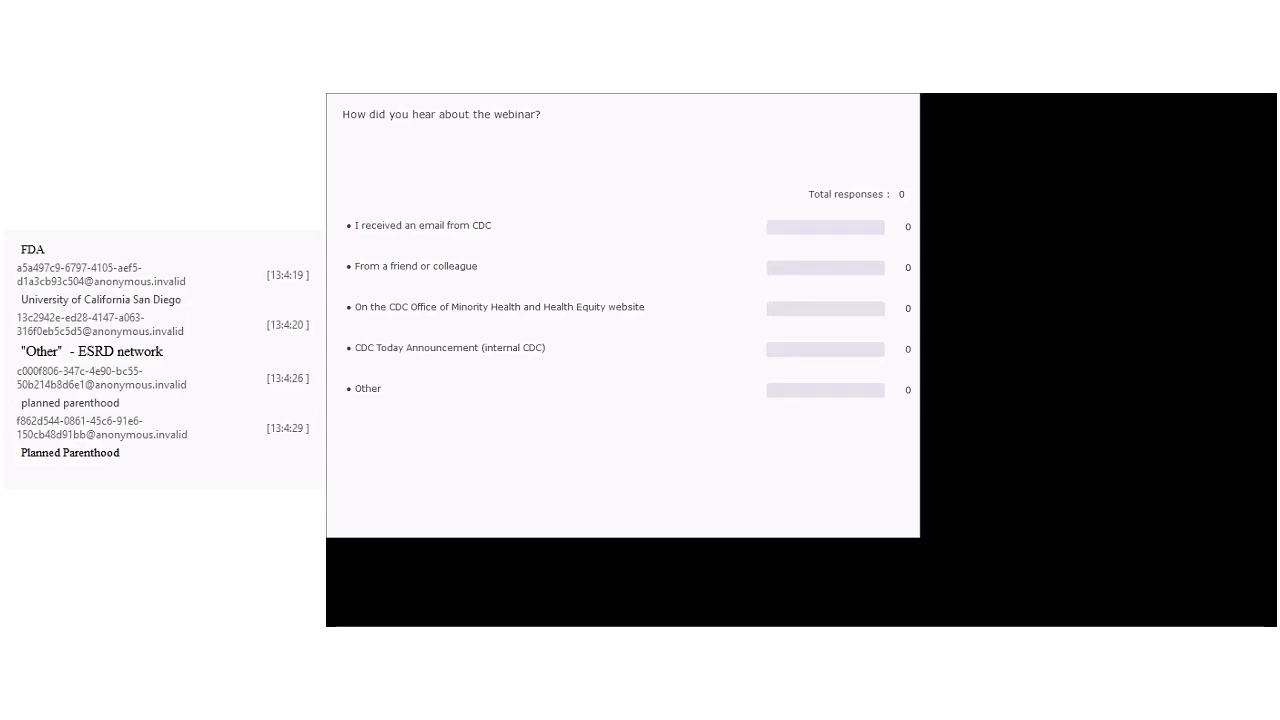 FDA
a5a497c9-6797-4105-aef5-
d1a3cb93c504@anonymous.invalid
[13:4:19 ]
University of California San Diego
13c2942e-ed28-4147-a063-
316f0eb5c5d5@anonymous.invalid
[13:4:20 ]
"Other" - ESRD network
c000f806-347c-4e90-bc55-
50b214b8d6e1@anonymous.invalid
[13:4:26 ]
planned parenthood
f862d544-0861-45c6-91e6-
150cb48d91bb@anonymous.invalid
[13:4:29 ]
Planned Parenthood
How did you hear about the webinar?
Total responses : 0
• I received an email from CDC 0
• From a friend or colleague 0
• On the CDC Office of Minority Health and Health Equity website 0
• CDC Today Announcement (internal CDC) 0
• Other 0